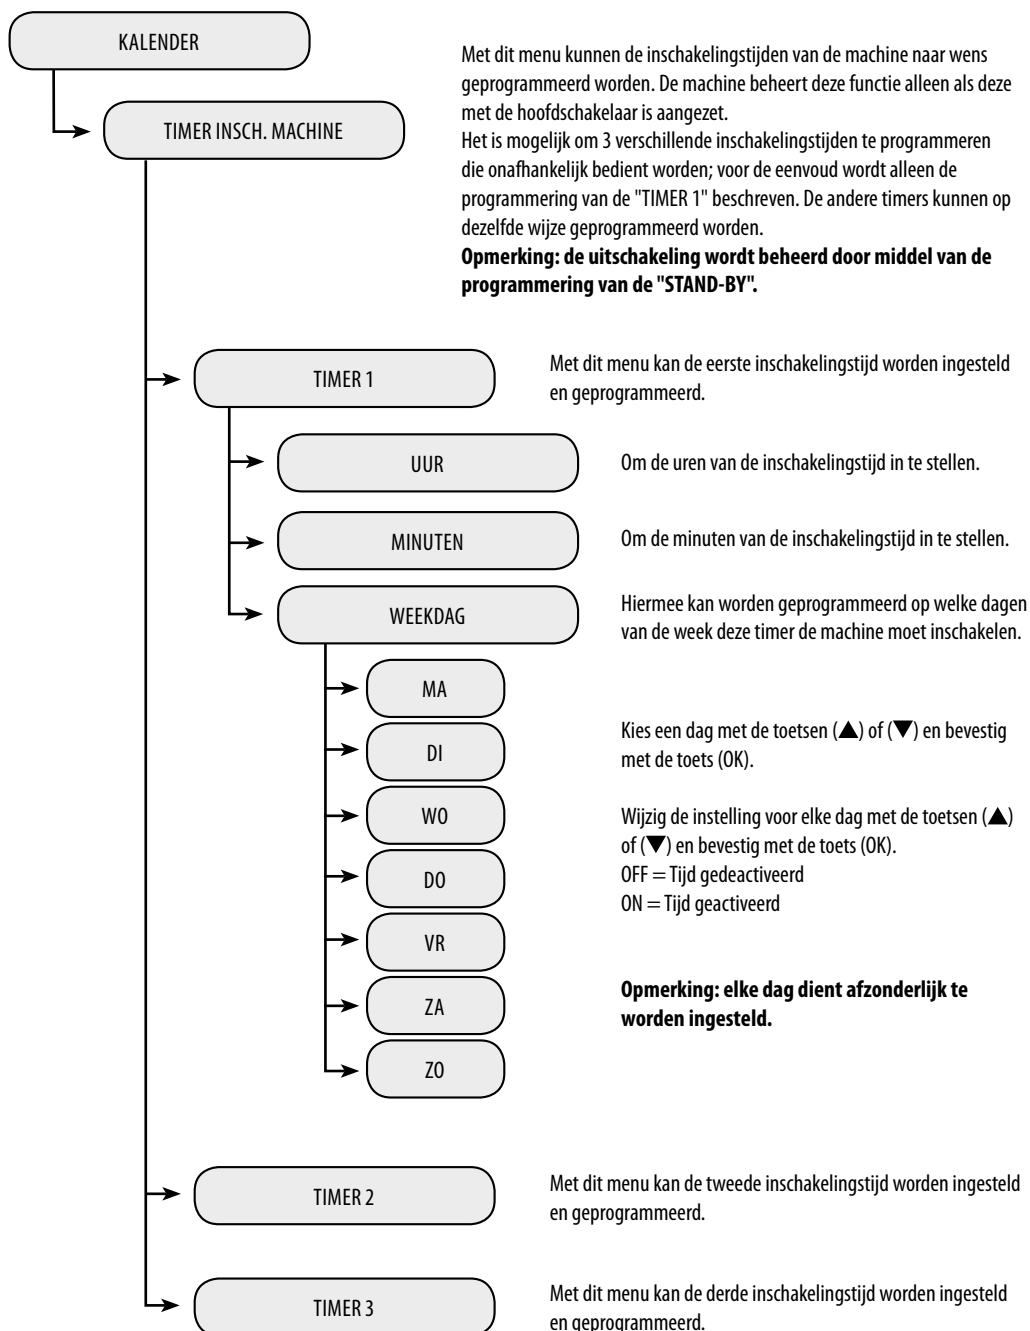 KALENDER
Met dit menu kunnen de inschakelingstijden van de machine naar wens
geprogrammeerd worden. De machine beheert deze functie alleen als deze
met de hoofdschakelaar is aangezet.
TIMER INSCH. MACHINE
Het is mogelijk om 3 verschillende inschakelingstijden te programmeren
die onafhankelijk bedient worden; voor de eenvoud wordt alleen de
programmering van de "TIMER 1" beschreven. De andere timers kunnen op
dezelfde wijze geprogrammeerd worden.
Opmerking: de uitschakeling wordt beheerd door middel van de
programmering van de "STAND-BY".
TIMER 1
Met dit menu kan de eerste inschakelingstijd worden ingesteld
en geprogrammeerd.
UUR
Om de uren van de inschakelingstijd in te stellen.
MINUTEN
Om de minuten van de inschakelingstijd in te stellen.
WEEKDAG
Hiermee kan worden geprogrammeerd op welke dagen
van de week deze timer de machine moet inschakelen.
MA
DI
Kies een dag met de toetsen (▲) of (▼) en bevestig
met de toets (OK).
WO
Wijzig de instelling voor elke dag met de toetsen (▲)
of (▼) en bevestig met de toets (OK).
DO
OFF = Tijd gedeactiveerd
ON = Tijd geactiveerd
VR
ZA
Opmerking: elke dag dient afzonderlijk te
worden ingesteld.
ZO
TIMER 2
Met dit menu kan de tweede inschakelingstijd worden ingesteld
en geprogrammeerd.
TIMER 3
Met dit menu kan de derde inschakelingstijd worden ingesteld
en geprogrammeerd.